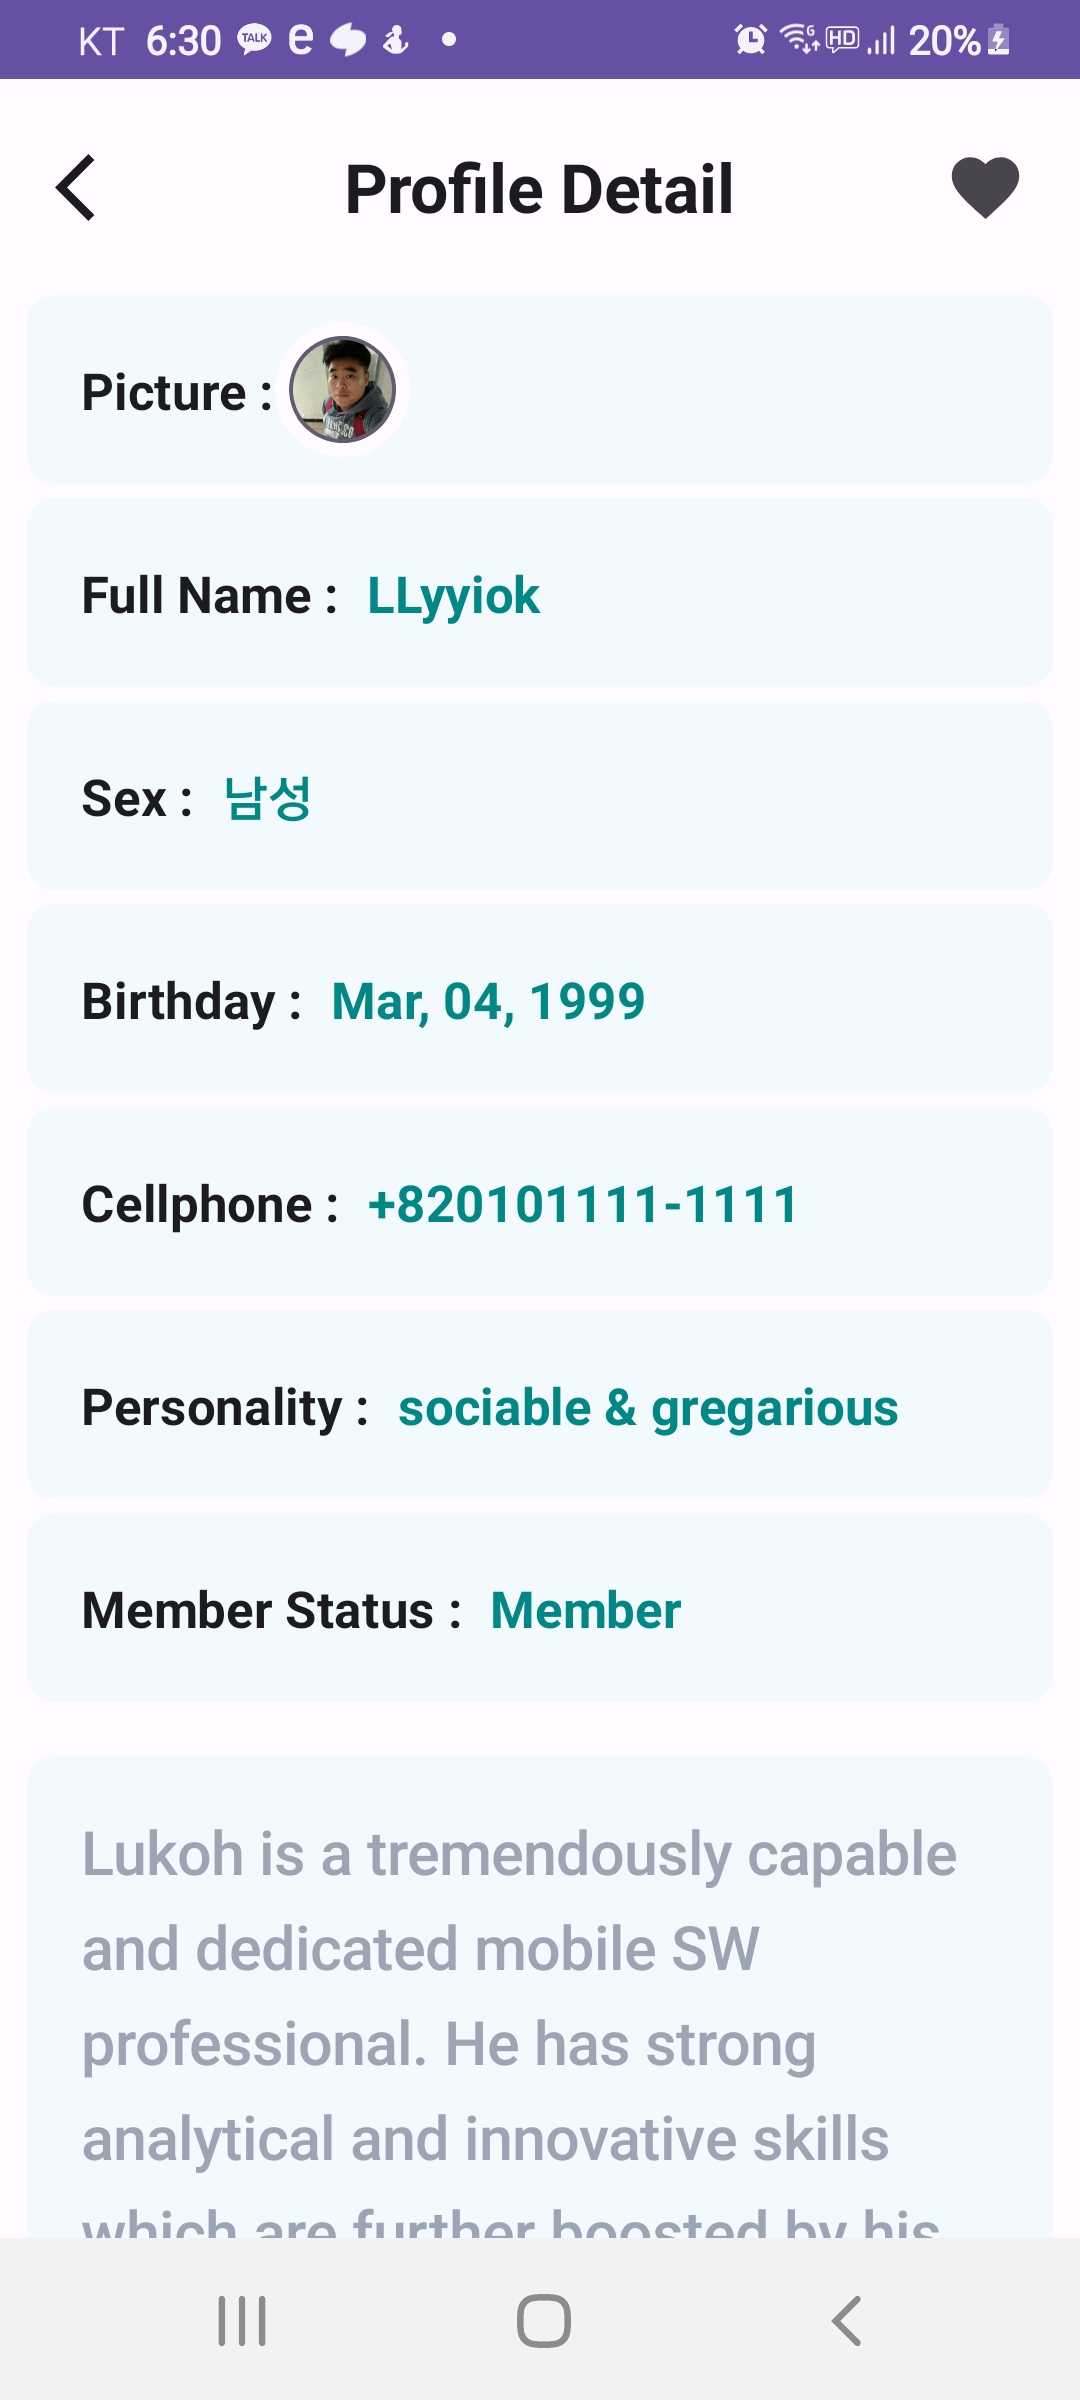 KT 6:30 TALK e 6 HD 20%
Profile Detail
Picture :
Full Name : LLyyiok
Sex : 남성
Birthday : Mar, 04, 1999
Cellphone : +820101111-1111
Personality : sociable & gregarious
Member Status : Member
Lukoh is a tremendously capable
and dedicated mobile SW
professional. He has strong
analytical and innovative skills
which are further boosted by his